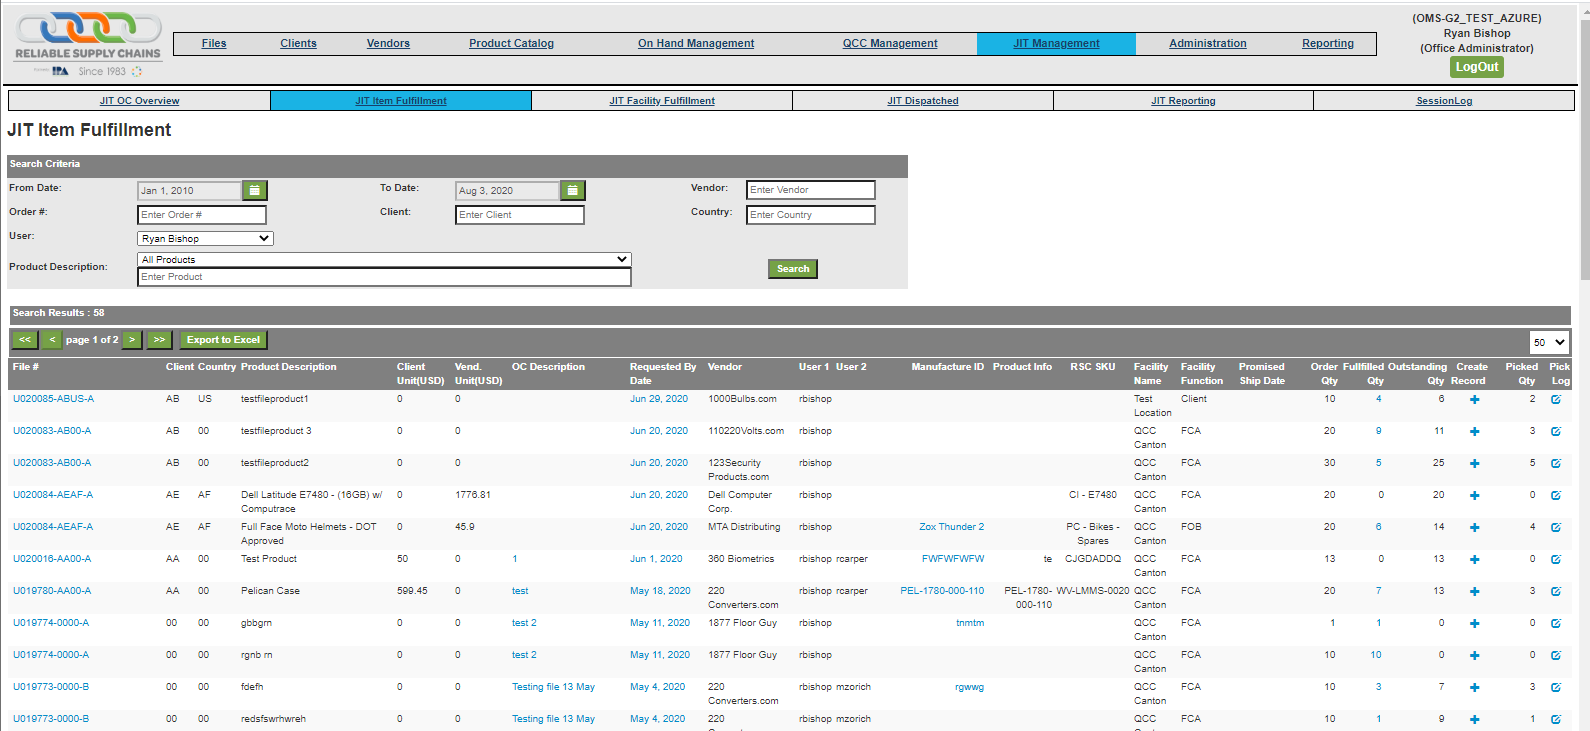 (OMS-G2_TEST_AZURE)
Ryan Bishop
(Office Administrator)
LogOut
RELIABLE SUPPLY CHAINS
IPA Since 1983
Files Clients Vendors Product Catalog On Hand Management QCC Management JIT Management Administration Reporting
JIT OC Overview JIT Item Fulfillment JIT Facility Fulfillment JIT Dispatched JIT Reporting SessionLog
JIT Item Fulfillment
Search Criteria
From Date: Jan 1, 2010 To Date: Aug 3, 2020 Vendor: Enter Vendor
Order #: Enter Order # Client: Enter Client Country: Enter Country
User: Ryan Bishop
Product Description: All Products
Enter Product
Search
Search Results : 58
<< < page 1 of 2 > >> Export to Excel 50
File # Client Country Product Description Client Vend. OC Description Requested By Vendor User 1 User 2 Manufacture ID Product Info RSC SKU Facility Facility Promised Order Fullfilled Outstanding Create Picked Pick
Unit(USD) Unit(USD) Date Name Function Ship Date Qty Qty Qty Record Qty Log
U020085-ABUS-A AB US testfileproduct1 0 0 Jun 29, 2020 1000Bulbs.com rbishop Test Client 10 4 6 2
Location
U020083-AB00-A AB 00 testfileproduct 3 0 0 Jun 20, 2020 110220Volts.com rbishop QCC FCA 20 9 11 3
Canton
U020083-AB00-A AB 00 testfileproduct2 0 0 Jun 20, 2020 123Security rbishop QCC FCA 30 5 25 5
Products.com Canton
U020084-AEAF-A AE AF Dell Latitude E7480 - (16GB) w/ 0 1776.81 Jun 20, 2020 Dell Computer rbishop CI - E7480 QCC FCA 20 0 20 0
Computrace Corp. Canton
U020084-AEAF-A AE AF Full Face Moto Helmets - DOT 0 45.9 Jun 20, 2020 MTA Distributing rbishop Zox Thunder 2 PC - Bikes - QCC FOB 20 6 14 4
Approved Spares Canton
U020016-AA00-A AA 00 Test Product 50 0 1 Jun 1, 2020 360 Biometrics rbishop rcarper FWFWFWFW te CJGDADDQ QCC FCA 13 0 13 0
Canton
U019780-AA00-A AA 00 Pelican Case 599.45 0 test May 18, 2020 220 rbishop rcarper PEL-1780-000-110 PEL-1780- WV-LMMS-0020 QCC FCA 20 7 13 3
Converters.com 000-110 Canton
U019774-0000-A 00 00 gbbgrn 0 0 test 2 May 11, 2020 1877 Floor Guy rbishop tnmtm QCC FCA 1 1 0 0
Canton
U019774-0000-A 00 00 rgnb rn 0 0 test 2 May 11, 2020 1877 Floor Guy rbishop QCC FCA 10 10 0 0
Canton
U019773-0000-B 00 00 fdefh 0 0 Testing file 13 May May 4, 2020 220 rbishop mzorich rgwwg QCC FCA 10 3 7 3
Converters.com Canton
U019773-0000-B 00 00 redsfswrhwreh 0 0 Testing file 13 May May 4, 2020 220 rbishop mzorich QCC FCA 10 1 9 1